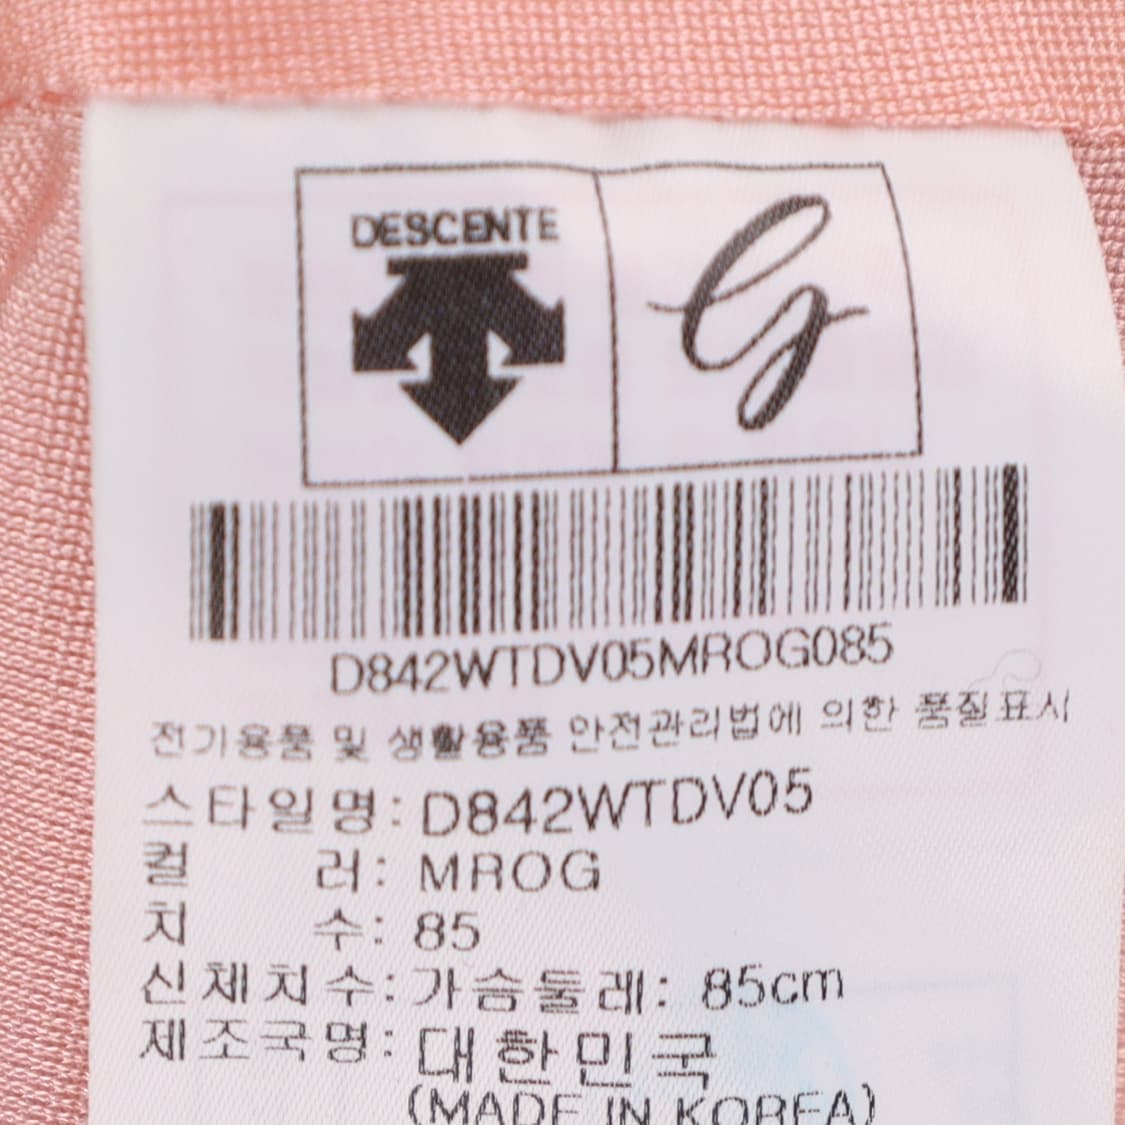 DESCENTE G
D842WTDV05MROG085
전기용품 및 생활용품 안전관리법에 의한 품질표시
스타일명: D842WTDV05
컬 러: MROG
치 수: 85
신체치수: 가슴둘레: 85cm
제조국명: 대한민국
(MADE IN KOREA)